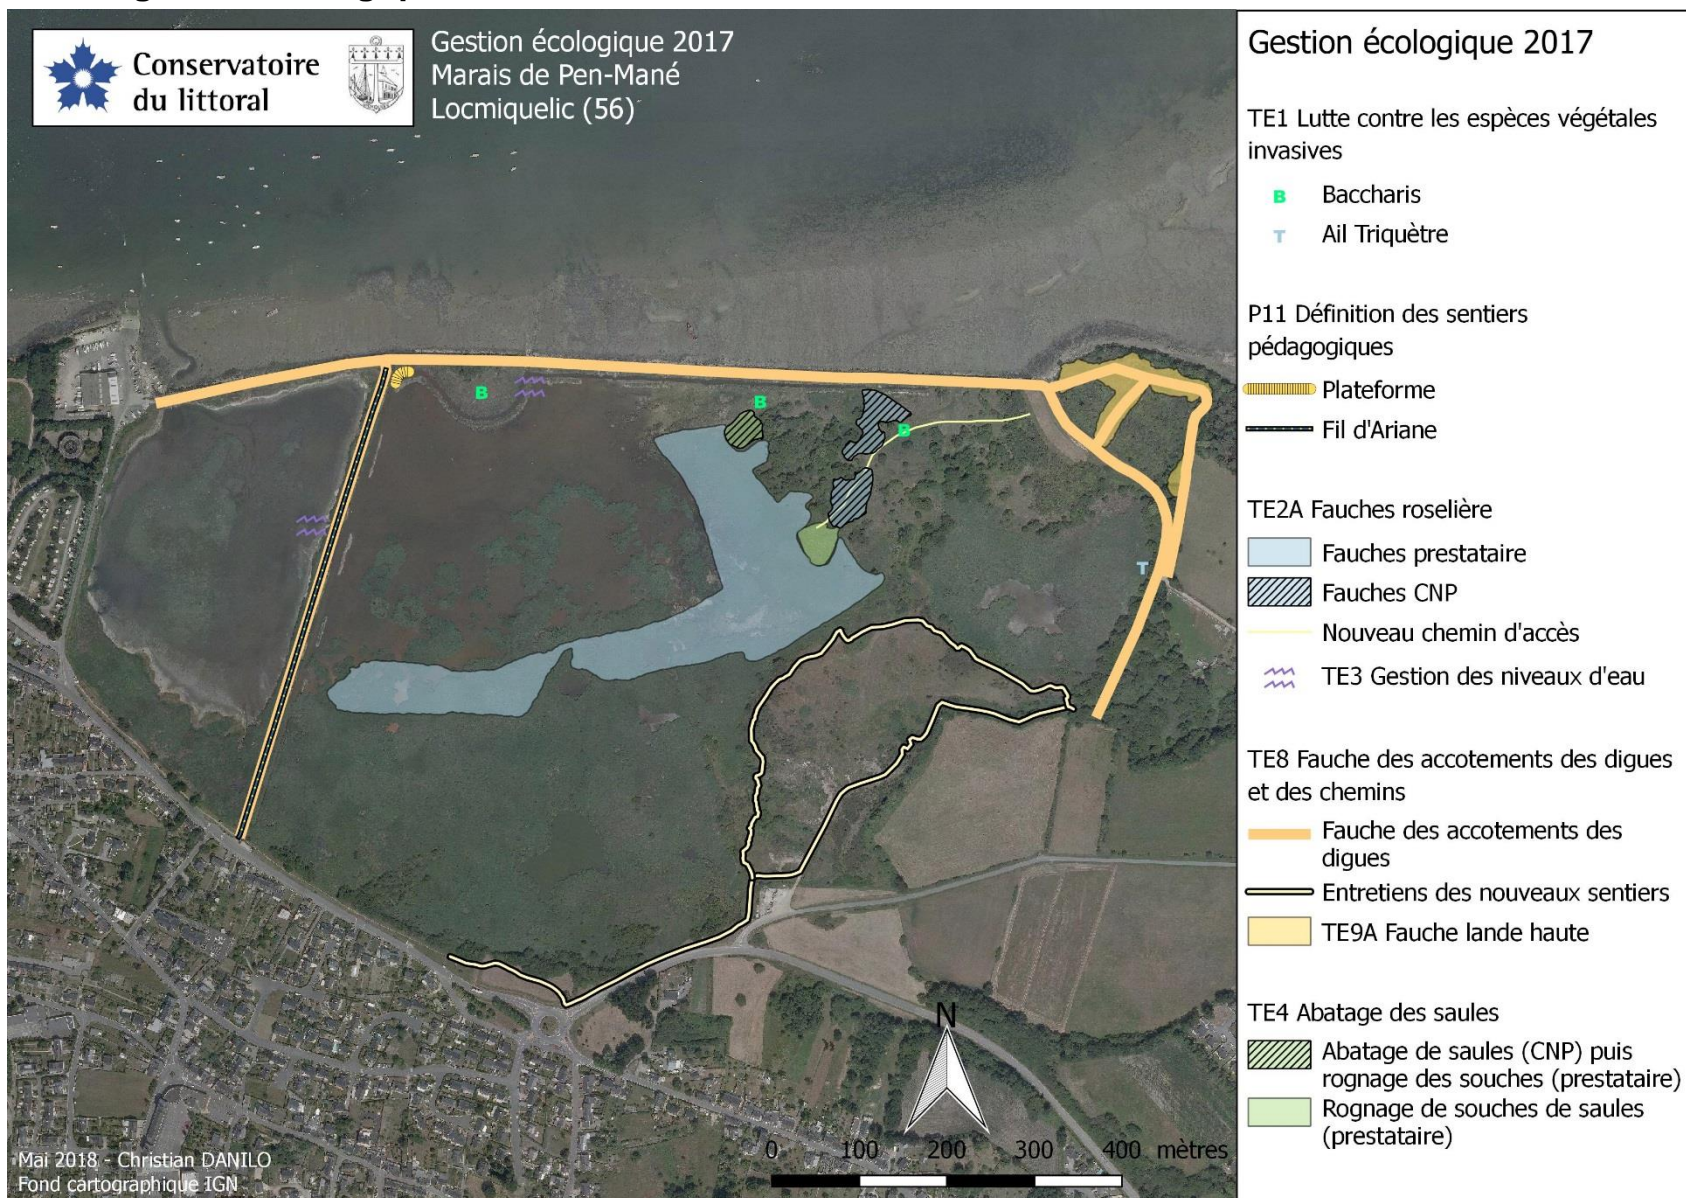 Conservatoire
du littoral
Gestion écologique 2017
Marais de Pen-Mané
Locmiquelic (56)
B
B
B
T
N
0 100 200 300 400 mètres
Mai 2018 - Christian DANILO
Fond cartographique IGN
Gestion écologique 2017
TE1 Lutte contre les espèces végétales
invasives
B Baccharis
T Ail Triquètre
P11 Définition des sentiers
pédagogiques
Plateforme
Fil d'Ariane
TE2A Fauches roselière
Fauches prestataire
Fauches CNP
Nouveau chemin d'accès
TE3 Gestion des niveaux d'eau
TE8 Fauche des accotements des digues
et des chemins
Fauche des accotements des
digues
Entretiens des nouveaux sentiers
TE9A Fauche lande haute
TE4 Abatage des saules
Abatage de saules (CNP) puis
rognage des souches (prestataire)
Rognage de souches de saules
(prestataire)